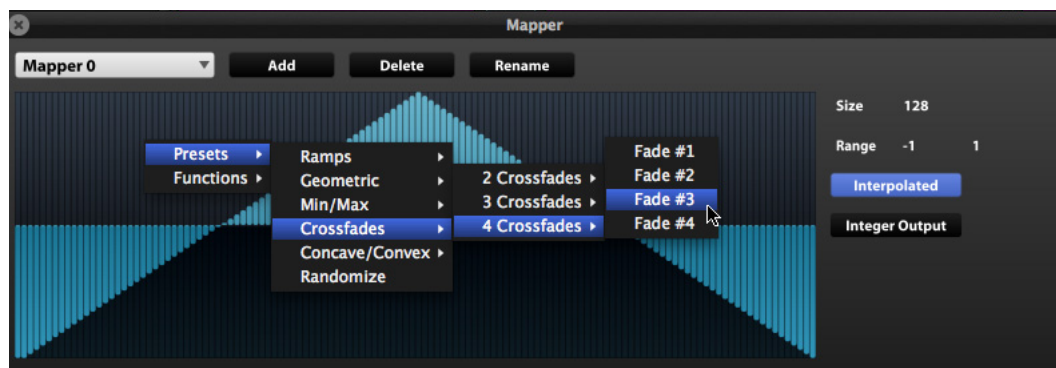 Mapper
Mapper 0 Add Delete Rename
Size 128
Range -1 1
Interpolated
Integer Output
Presets
Functions
Ramps
Geometric
Min/Max
Crossfades
Concave/Convex
Randomize
2 Crossfades
3 Crossfades
4 Crossfades
Fade #1
Fade #2
Fade #3
Fade #4